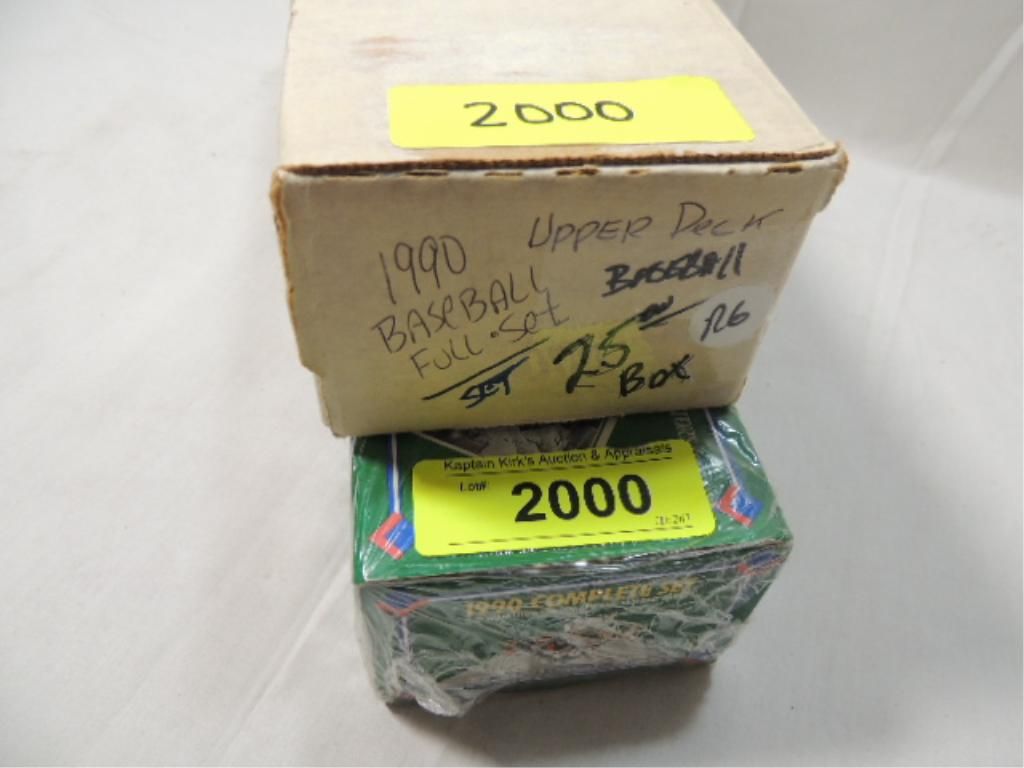 2000
UPPER DECK
1990
BASEBALL
BASEBALL
FULL SET
SET
25
BOX
R6
Kaptain Kirk's Auction & Appraisals
Lot#
2000
1990 COMPLETE SET